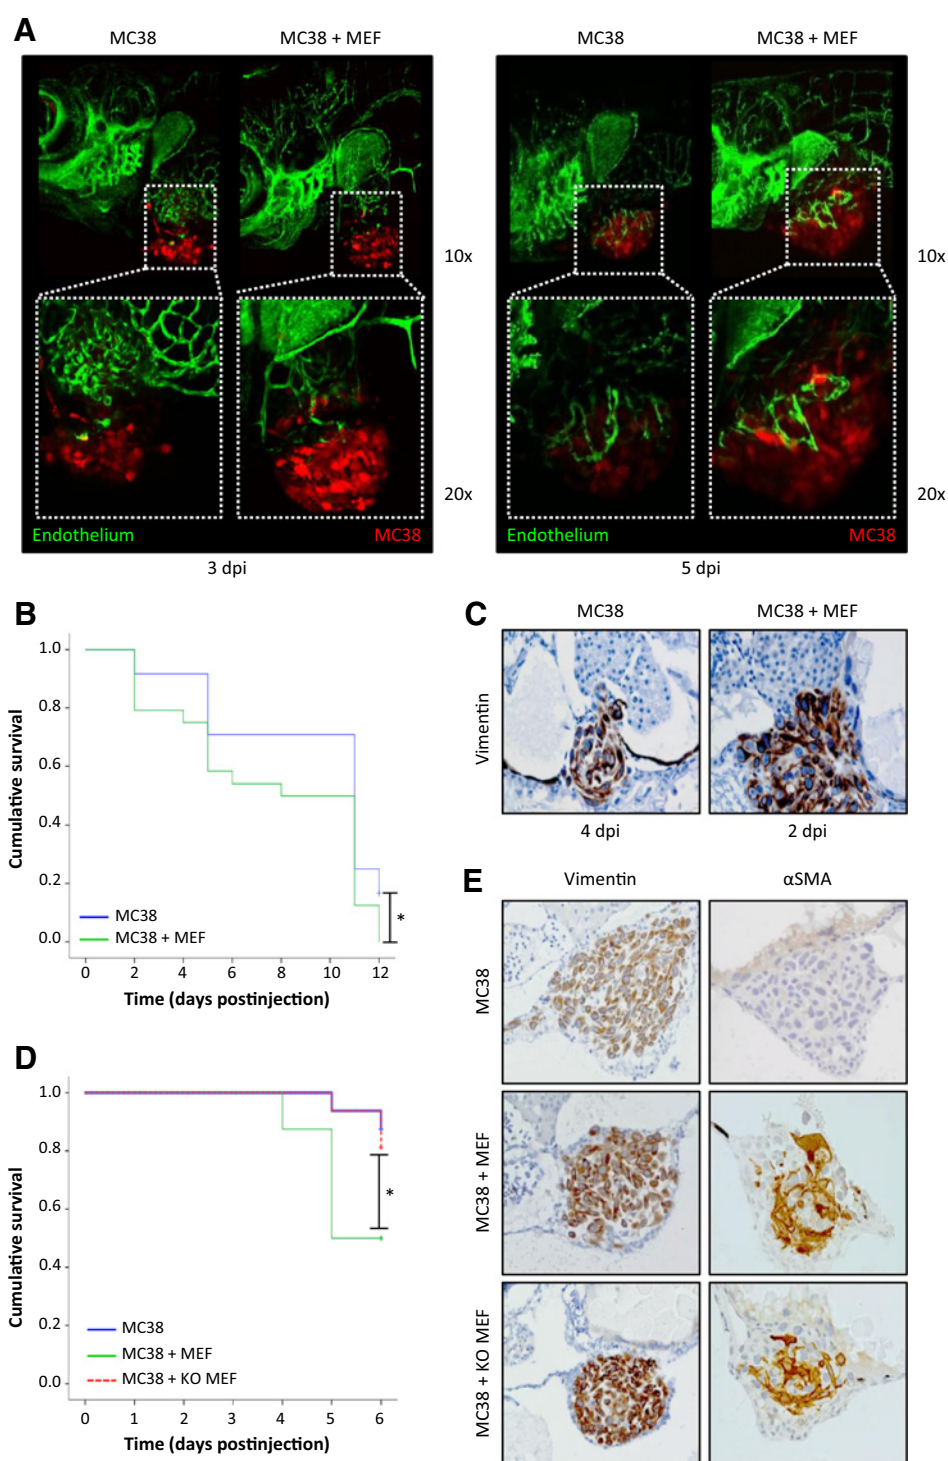 A
MC38 MC38 + MEF MC38 MC38 + MEF
10x 10x
20x 20x
Endothelium MC38 Endothelium MC38
3 dpi 5 dpi
B
Cumulative survival
1.0
0.8
0.6
0.4
0.2
0.0
*
MC38
MC38 + MEF
0 2 4 6 8 10 12
Time (days postinjection)
C
MC38 MC38 + MEF
Vimentin
4 dpi 2 dpi
D
Cumulative survival
1.0
0.8
0.6
0.4
0.2
0.0
*
MC38
MC38 + MEF
MC38 + KO MEF
0 1 2 3 4 5 6
Time (days postinjection)
E
Vimentin αSMA
MC38
MC38 + MEF
MC38 + KO MEF